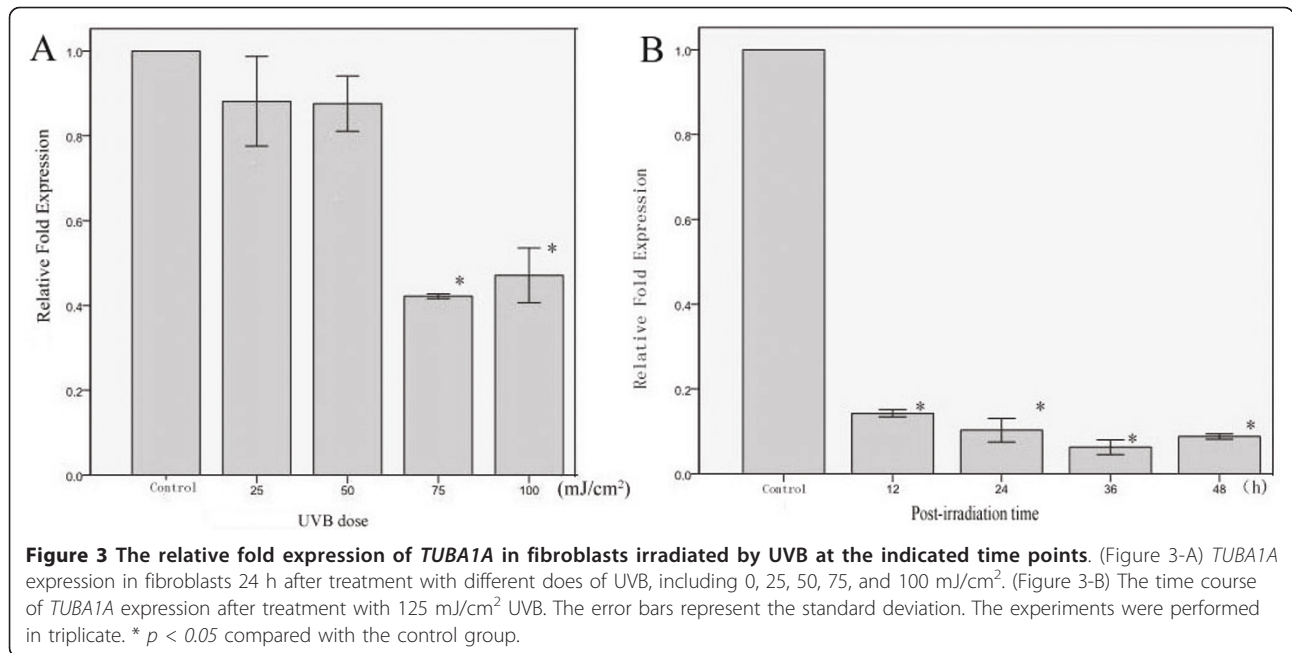 A
1.0
0.8
0.6
0.4
0.2
0.0
Relative Fold Expression
*
*
Control 25 50 75 100 (mJ/cm²)
UVB dose
B
1.0
0.8
0.6
0.4
0.2
0.0
Relative Fold Expression
*
*
*
*
Control 12 24 36 48 (h)
Post-irradiation time
Figure 3 The relative fold expression of TUBA1A in fibroblasts irradiated by UVB at the indicated time points. (Figure 3-A) TUBA1A
expression in fibroblasts 24 h after treatment with different does of UVB, including 0, 25, 50, 75, and 100 mJ/cm². (Figure 3-B) The time course
of TUBA1A expression after treatment with 125 mJ/cm² UVB. The error bars represent the standard deviation. The experiments were performed
in triplicate. * p < 0.05 compared with the control group.